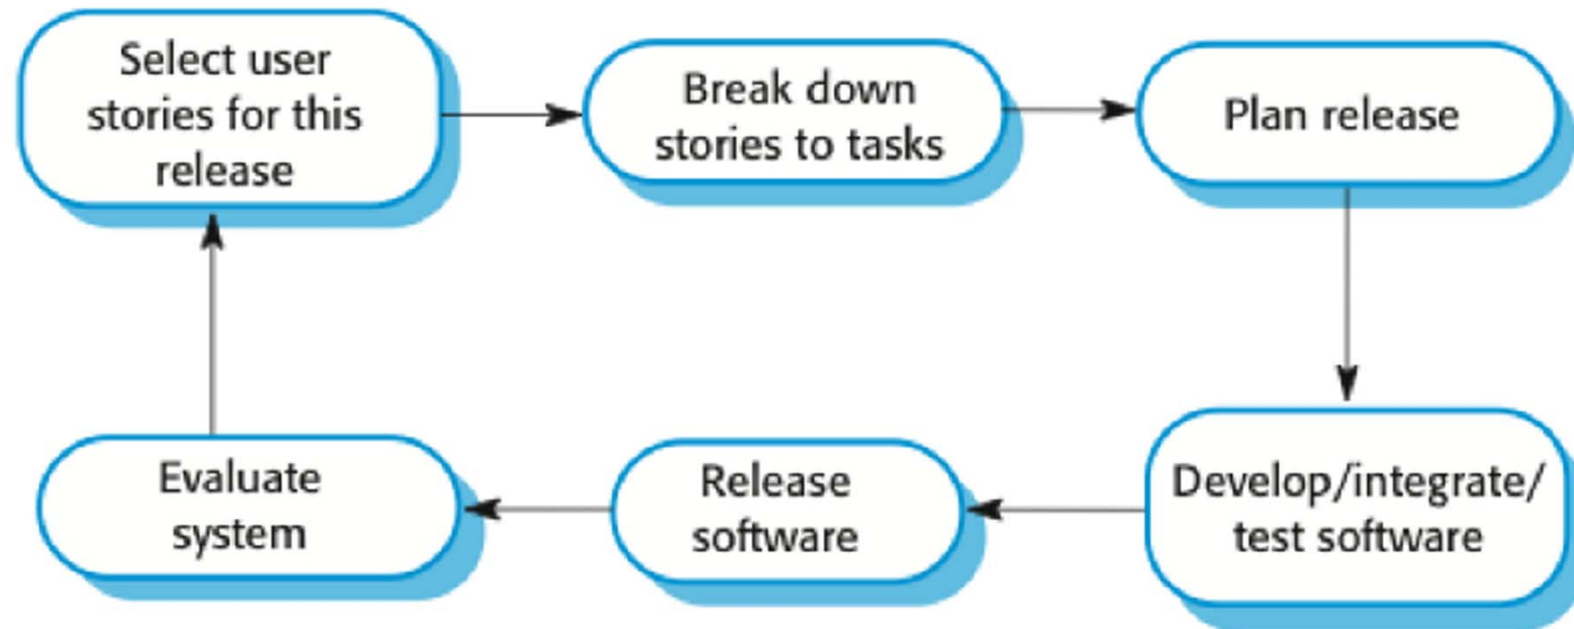 Select user
stories for this
release
Break down
stories to tasks
Plan release
Develop/integrate/
test software
Release
software
Evaluate
system